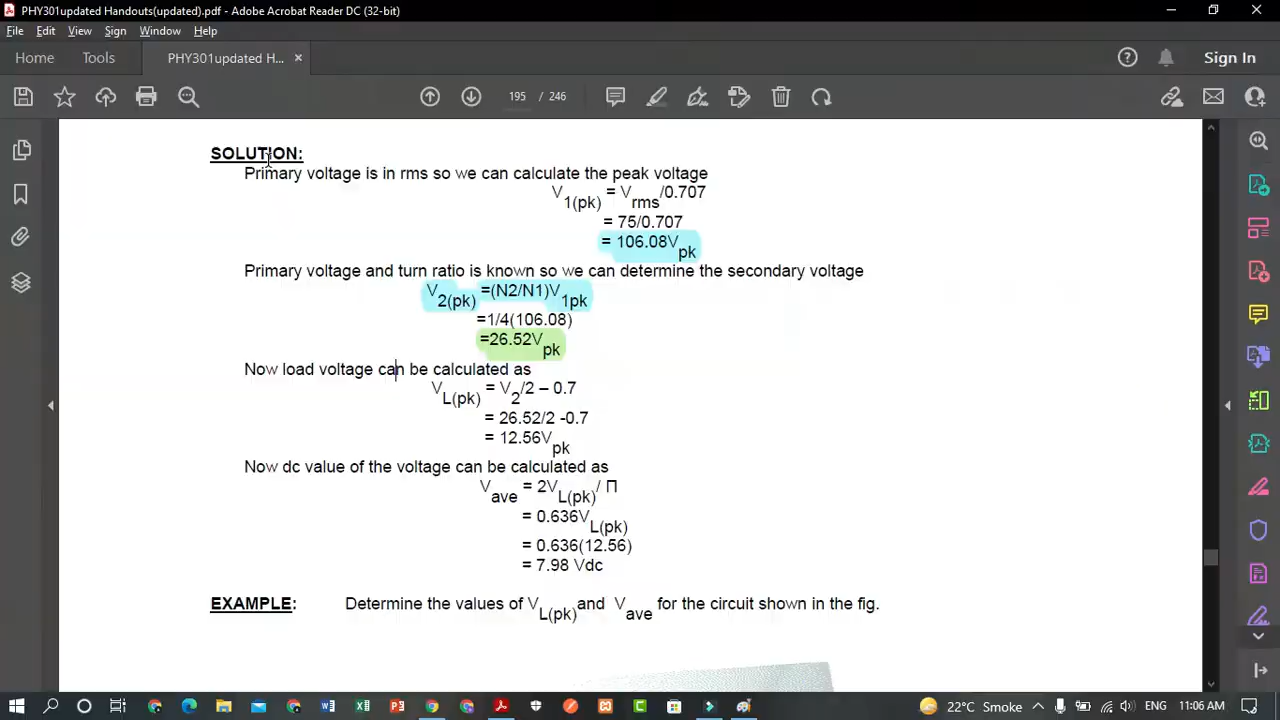 PHY301updated Handouts(updated).pdf - Adobe Acrobat Reader DC (32-bit)
File Edit View Sign Window Help
Home Tools PHY301updated H... × Sign In
195 / 246
SOLUTION:
Primary voltage is in rms so we can calculate the peak voltage
V1(pk) = Vrms/0.707
= 75/0.707
= 106.08Vpk
Primary voltage and turn ratio is known so we can determine the secondary voltage
V2(pk) =(N2/N1)V1pk
=1/4(106.08)
=26.52Vpk
Now load voltage can be calculated as
VL(pk) = V2/2 – 0.7
= 26.52/2 -0.7
= 12.56Vpk
Now dc value of the voltage can be calculated as
Vave = 2VL(pk)/ Π
= 0.636VL(pk)
= 0.636(12.56)
= 7.98 Vdc
EXAMPLE: Determine the values of VL(pk)and Vave for the circuit shown in the fig.
22°C Smoke 11:06 AM